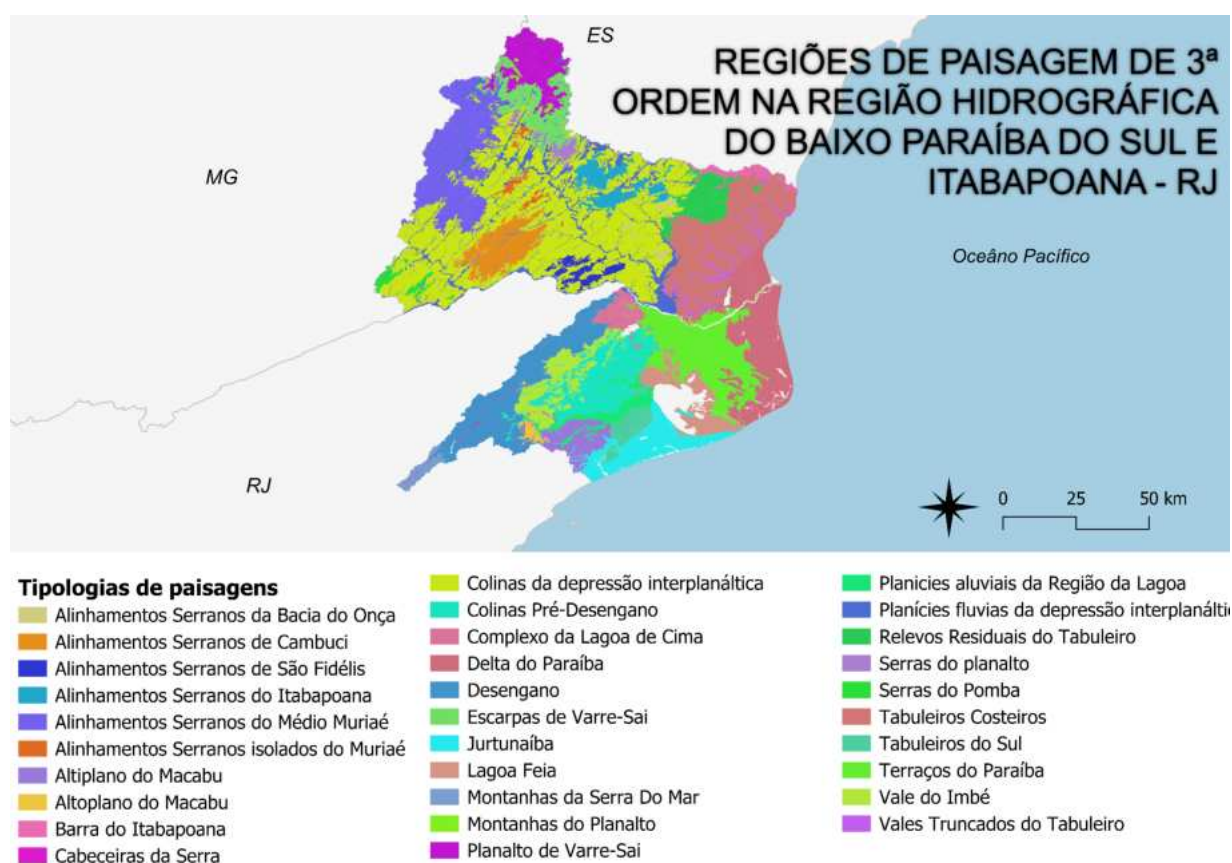 ES
REGIÕES DE PAISAGEM DE 3ª
ORDEM NA REGIÃO HIDROGRÁFICA
DO BAIXO PARAÍBA DO SUL E
ITABAPOANA - RJ
MG
Oceâno Pacífico
RJ
0 25 50 km
Tipologias de paisagens
Alinhamentos Serranos da Bacia do Onça
Alinhamentos Serranos de Cambuci
Alinhamentos Serranos de São Fidélis
Alinhamentos Serranos do Itabapoana
Alinhamentos Serranos do Médio Muriaé
Alinhamentos Serranos isolados do Muriaé
Altiplano do Macabu
Altoplano do Macabu
Barra do Itabapoana
Cabeceiras da Serra
Colinas da depressão interplanáltica
Colinas Pré-Desengano
Complexo da Lagoa de Cima
Delta do Paraíba
Desengano
Escarpas de Varre-Sai
Jurtunaíba
Lagoa Feia
Montanhas da Serra Do Mar
Montanhas do Planalto
Planalto de Varre-Sai
Planicies aluviais da Região da Lagoa
Planícies fluvias da depressão interplanáltic
Relevos Residuais do Tabuleiro
Serras do planalto
Serras do Pomba
Tabuleiros Costeiros
Tabuleiros do Sul
Terraços do Paraíba
Vale do Imbé
Vales Truncados do Tabuleiro